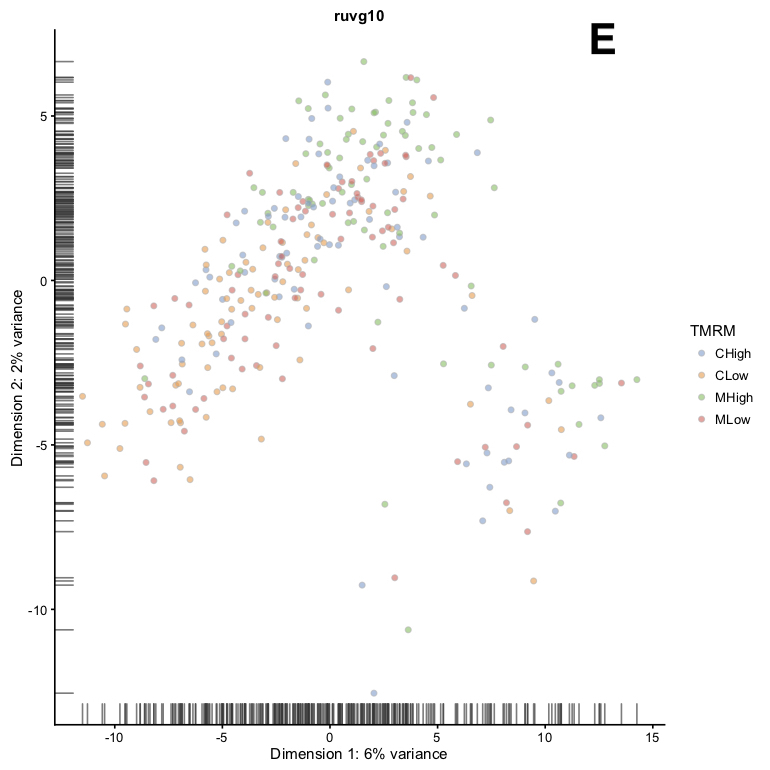 ruvg10
E
5
0
-5
-10
Dimension 2: 2% variance
-10 -5 0 5 10 15
Dimension 1: 6% variance
TMRM
CHigh
CLow
MHigh
MLow